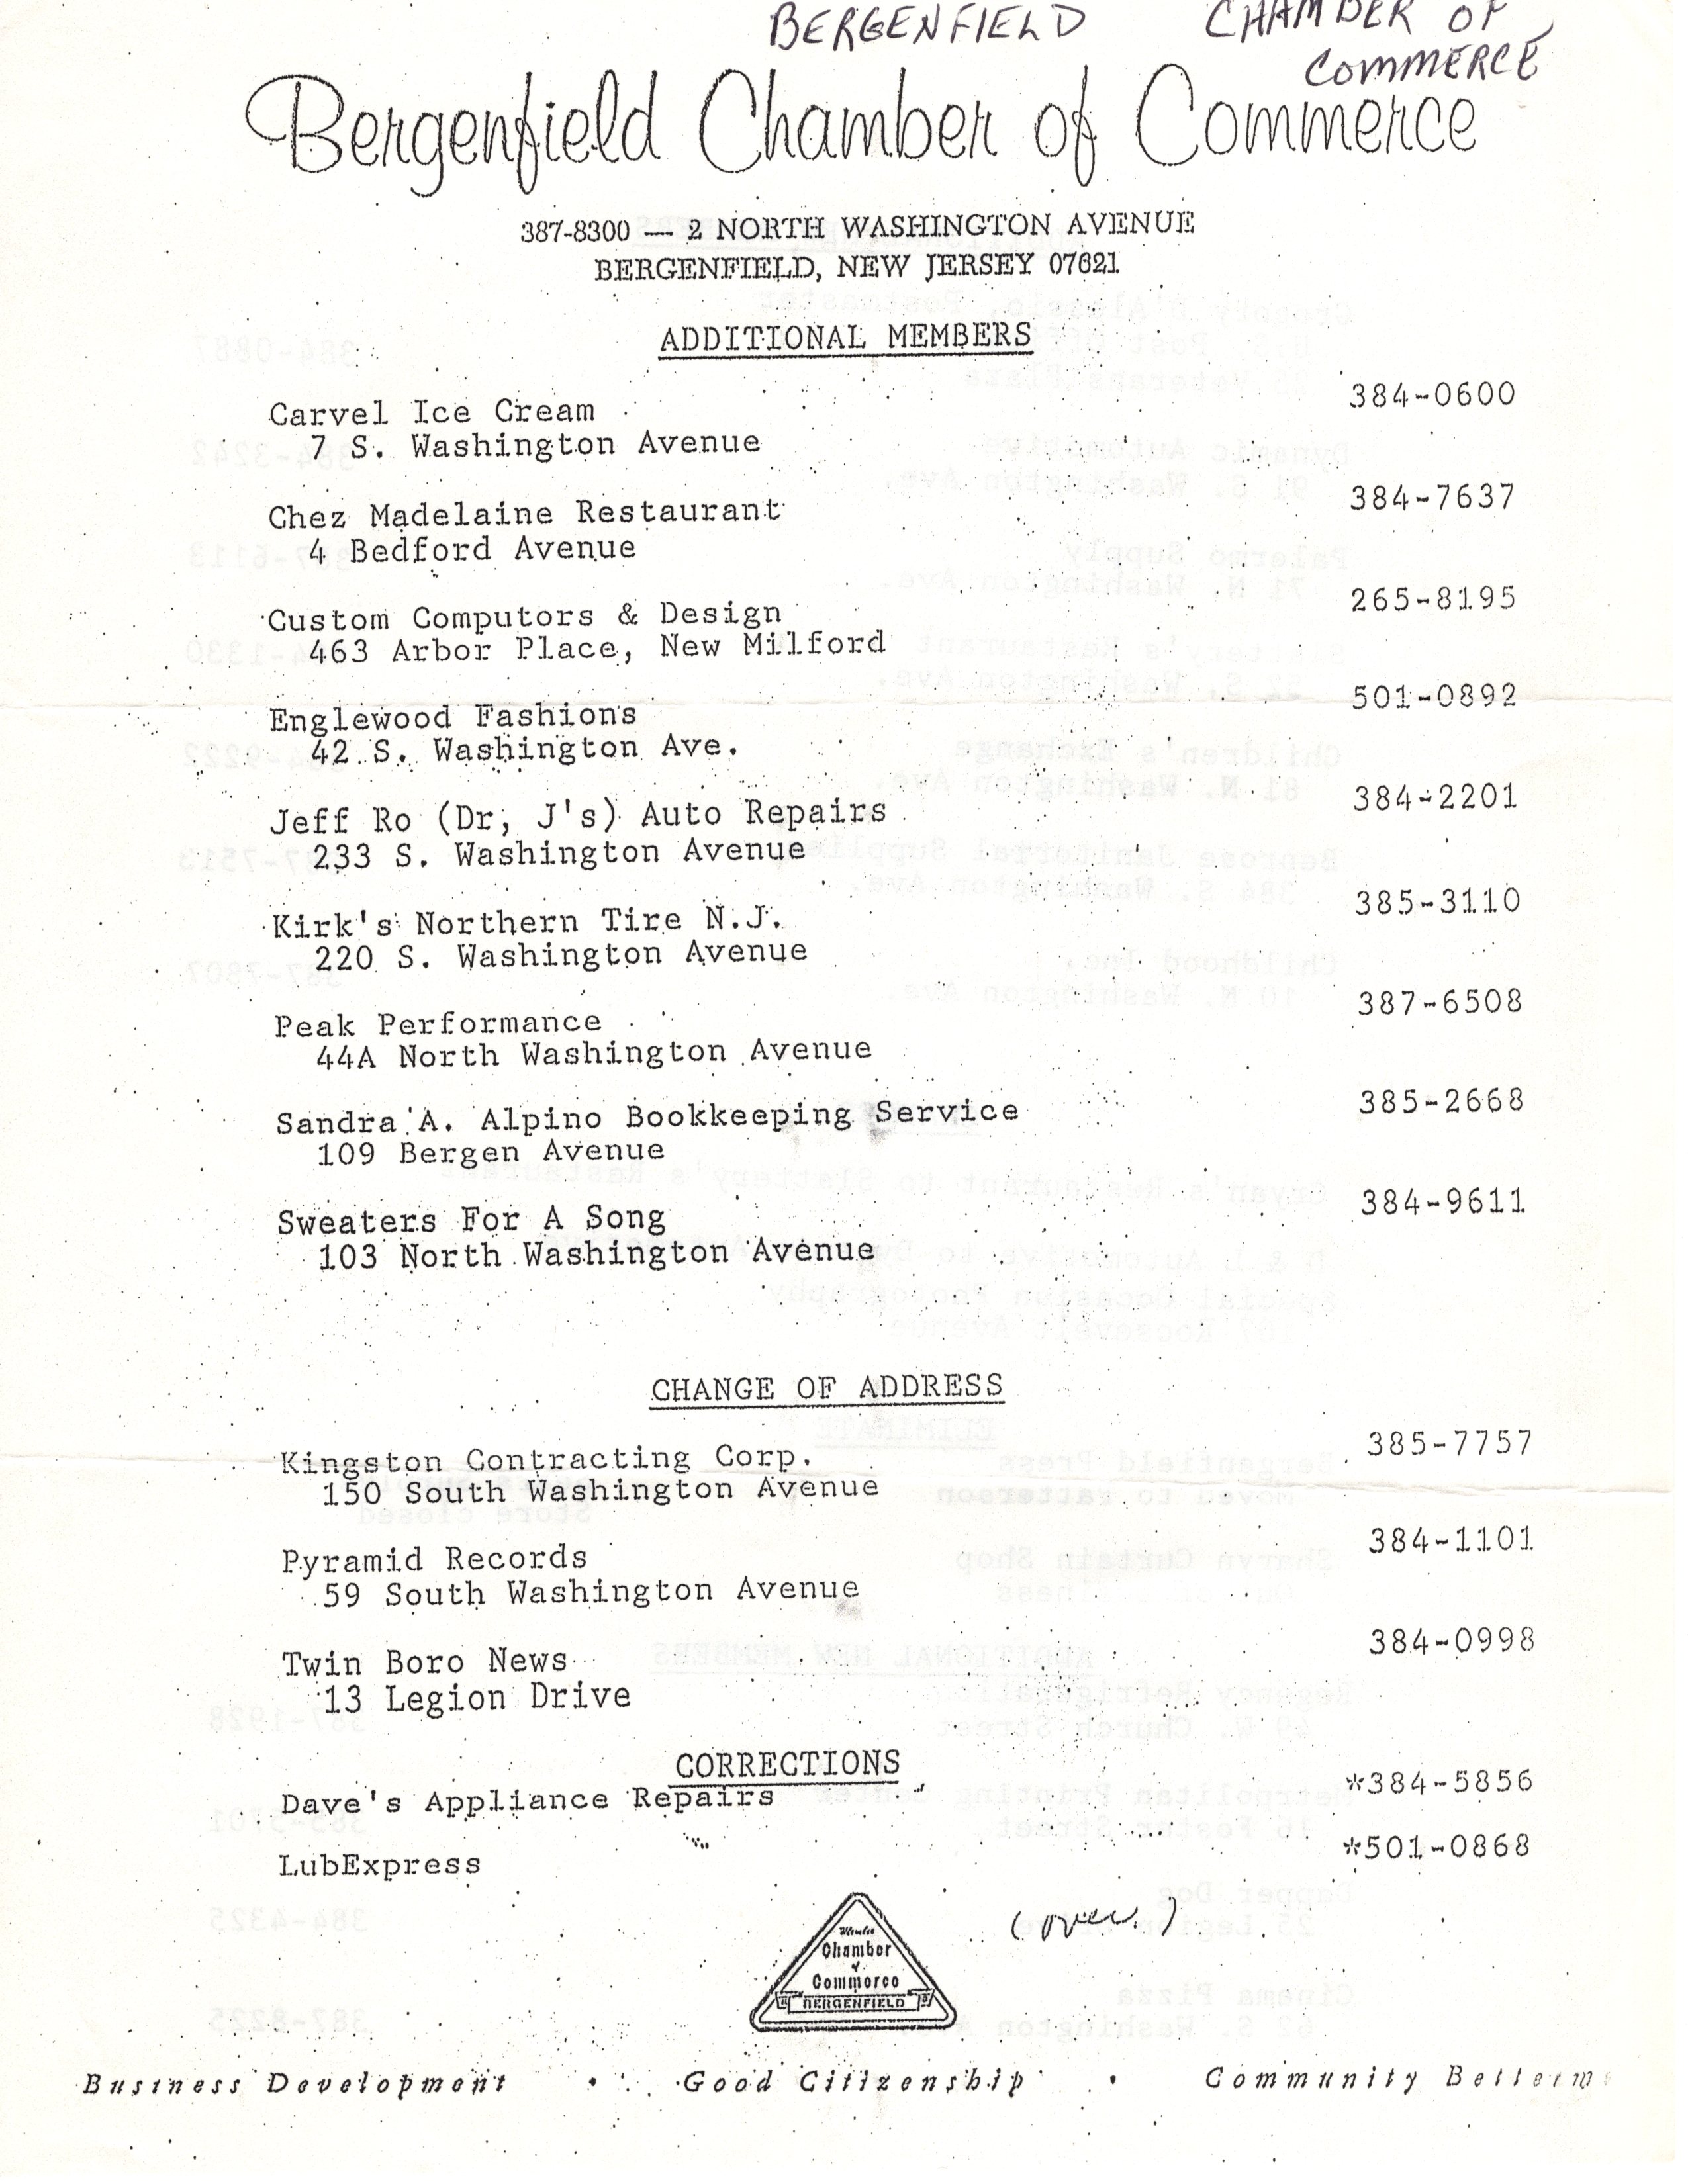 BERGENFIELD CHAMBER OF
COMMERCE
Bergenfield Chamber of Commerce
387-8300 — 2 NORTH WASHINGTON AVENUE
BERGENFIELD, NEW JERSEY 07621
ADDITIONAL MEMBERS
Carvel Ice Cream 384-0600
7 S. Washington Avenue
Chez Madelaine Restaurant 384-7637
4 Bedford Avenue
Custom Computors & Design 265-8195
463 Arbor Place, New Milford
Englewood Fashions 501-0892
42 S. Washington Ave.
Jeff Ro (Dr, J's) Auto Repairs 384-2201
233 S. Washington Avenue
Kirk's Northern Tire N.J. 385-3110
220 S. Washington Avenue
Peak Performance 387-6508
44A North Washington Avenue
Sandra A. Alpino Bookkeeping Service 385-2668
109 Bergen Avenue
Sweaters For A Song 384-9611
103 North Washington Avenue
CHANGE OF ADDRESS
Kingston Contracting Corp. 385-7757
150 South Washington Avenue
Pyramid Records 384-1101
59 South Washington Avenue
Twin Boro News 384-0998
13 Legion Drive
CORRECTIONS
Dave's Appliance Repairs *384-5856
LubExpress *501-0868
(over)
Member
Chamber
of
Commerce
BERGENFIELD
Business Development • Good Citizenship • Community